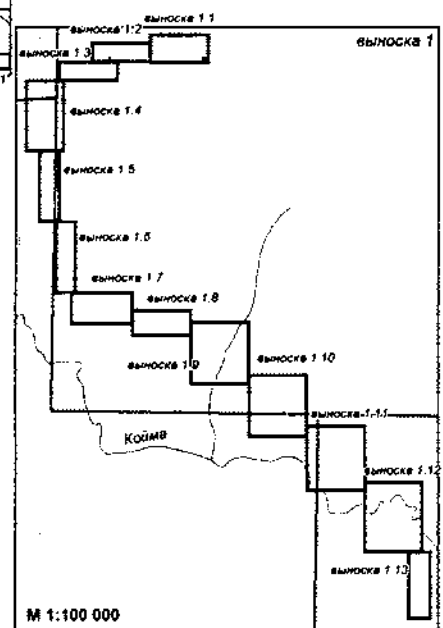 выноска 1.1
выноска 1
выноска 1.2
выноска 1.3
выноска 1.4
выноска 1.5
выноска 1.6
выноска 1.7
выноска 1.8
выноска 1.9
выноска 1.10
выноска 1.11
Койма
выноска 1.12
выноска 1.13
М 1:100 000